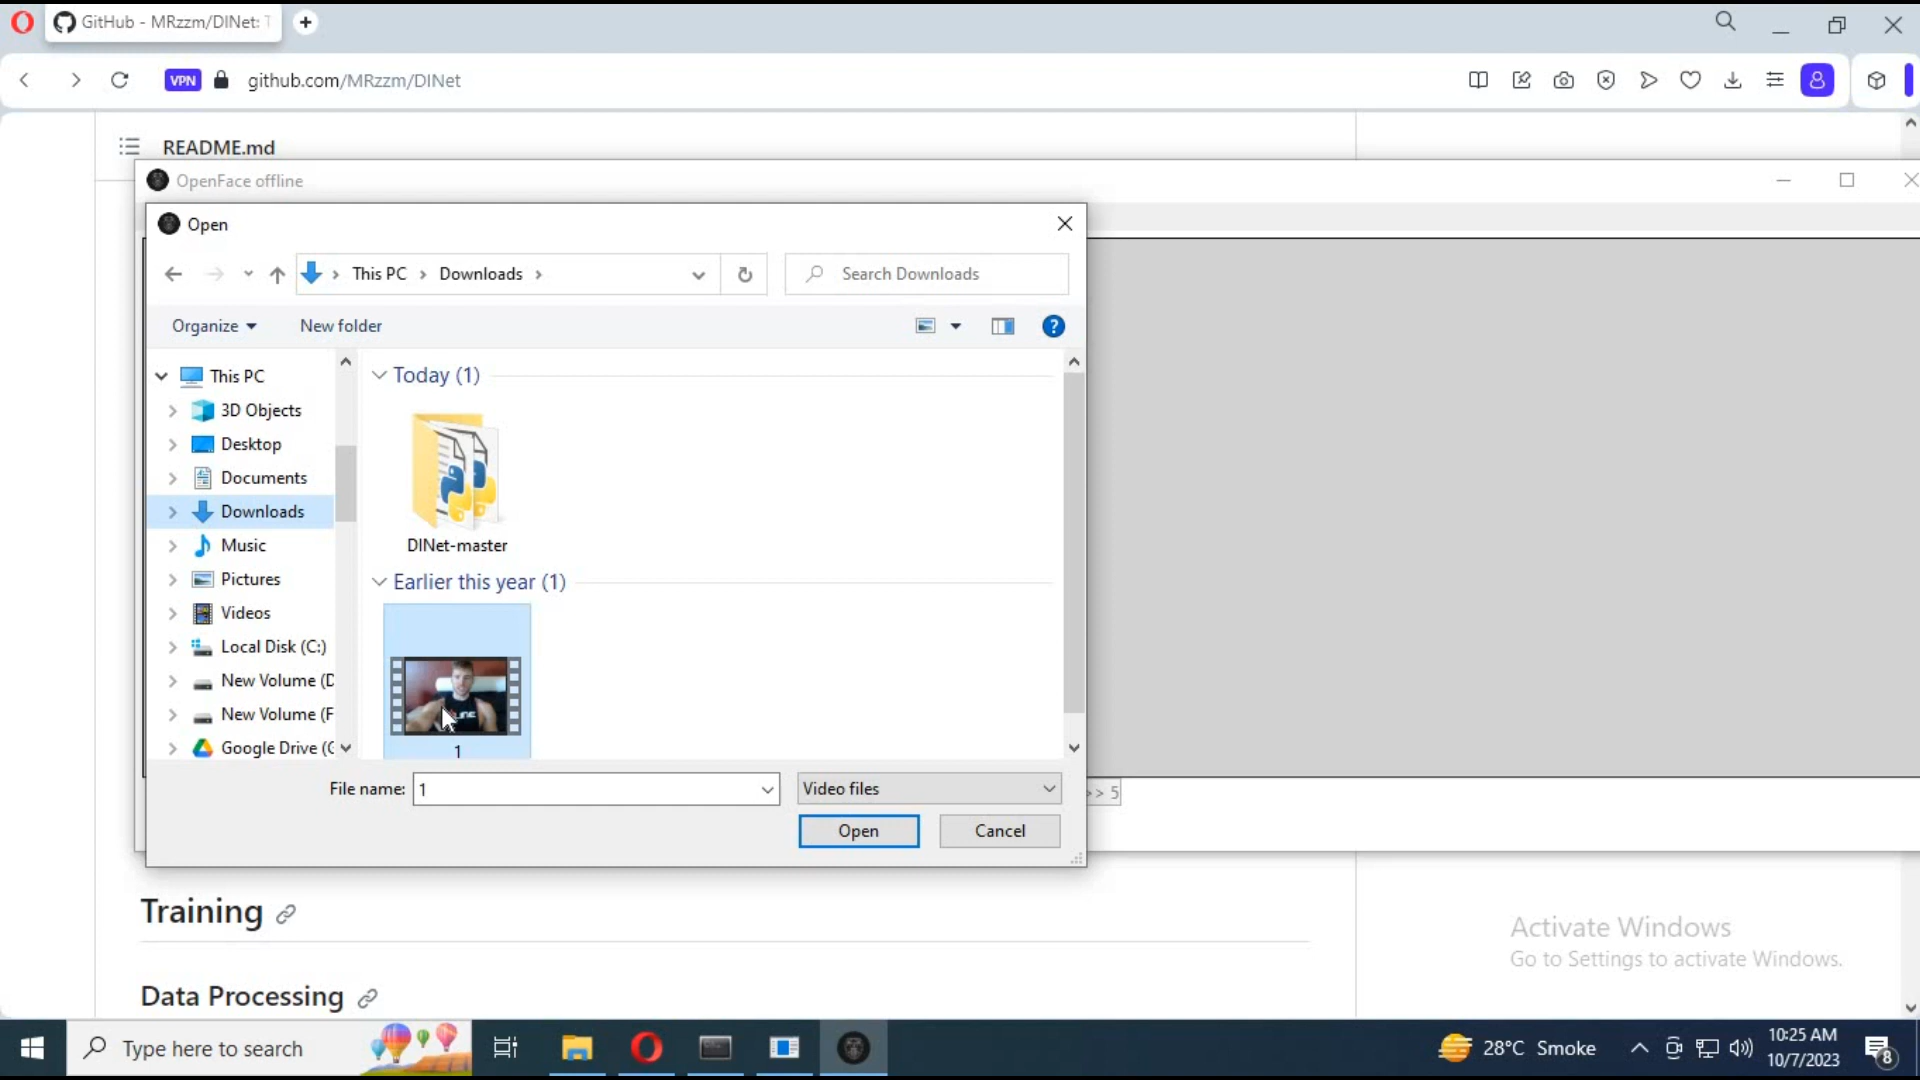 GitHub - MRzzm/DINet: T
VPN
github.com/MRzzm/DINet
README.md
OpenFace offline
Open
This PC
Downloads
Search Downloads
Organize
New folder
?
This PC
3D Objects
Desktop
Documents
Downloads
Music
Pictures
Videos
Local Disk (C:)
New Volume (D
New Volume (F
Google Drive (G
Today (1)
DINet-master
Earlier this year (1)
1
File name:
1
Video files
Open
Cancel
>> 5
Training
Data Processing
Activate Windows
Go to Settings to activate Windows.
Type here to search
28°C Smoke
10:25 AM
10/7/2023
8